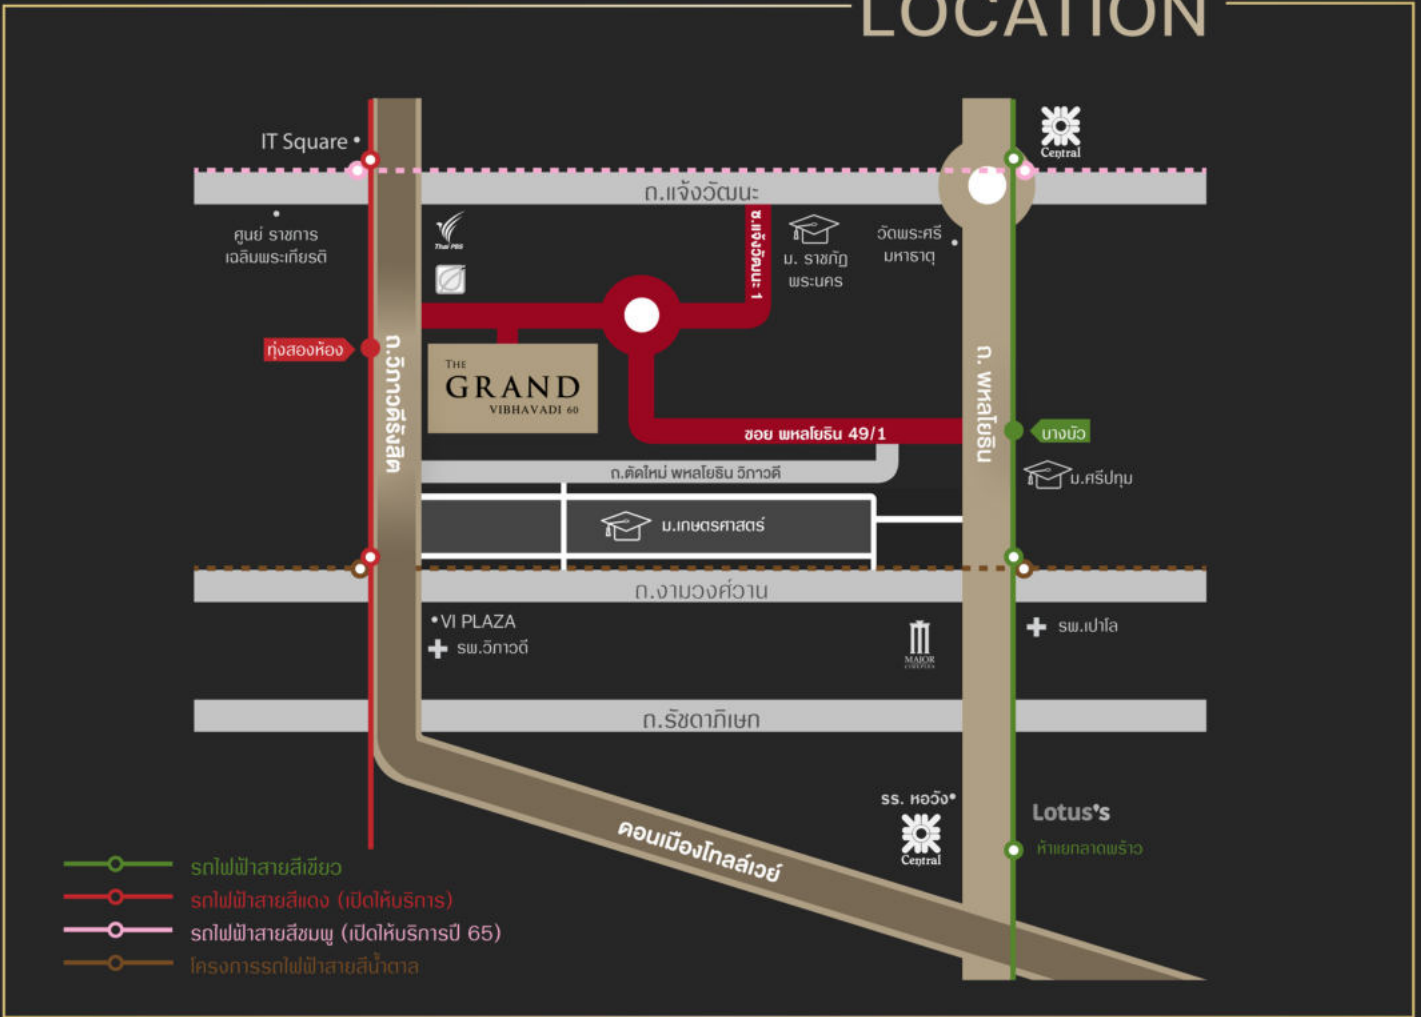 LOCATION
IT Square
Central
ถ.แจ้งวัฒนะ
ศูนย์ ราชการ
เฉลิมพระเกียรติ
Thai PBS
ซ.แจ้งวัฒนะ 1
ม. ราชภัฏ
พระนคร
วัดพระศรี
มหาธาตุ
ทุ่งสองห้อง
ถ.วิภาวดีรังสิต
THE
GRAND
VIBHAVADI 60
ถ. พหลโยธิน
ซอย พหลโยธิน 49/1
บางบัว
ถ.ตัดใหม่ พหลโยธิน วิภาวดี
ม.ศรีปทุม
ม.เกษตรศาสตร์
ถ.งามวงศ์วาน
VI PLAZA
รพ.วิภาวดี
MAJOR
CINEPLEX
รพ.เปาโล
ถ.รัชดาภิเษก
รร. หอวัง
Central
Lotus's
ห้าแยกลาดพร้าว
ดอนเมืองโทลล์เวย์
รถไฟฟ้าสายสีเขียว
รถไฟฟ้าสายสีแดง (เปิดให้บริการ)
รถไฟฟ้าสายสีชมพู (เปิดให้บริการปี 65)
โครงการรถไฟฟ้าสายสีน้ำตาล